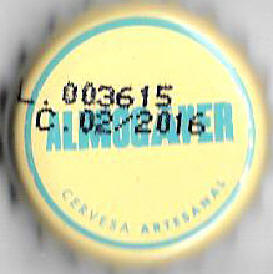 L. 003615
C. 02/2016
ALMOGAVER
CERVESA ARTESANAL